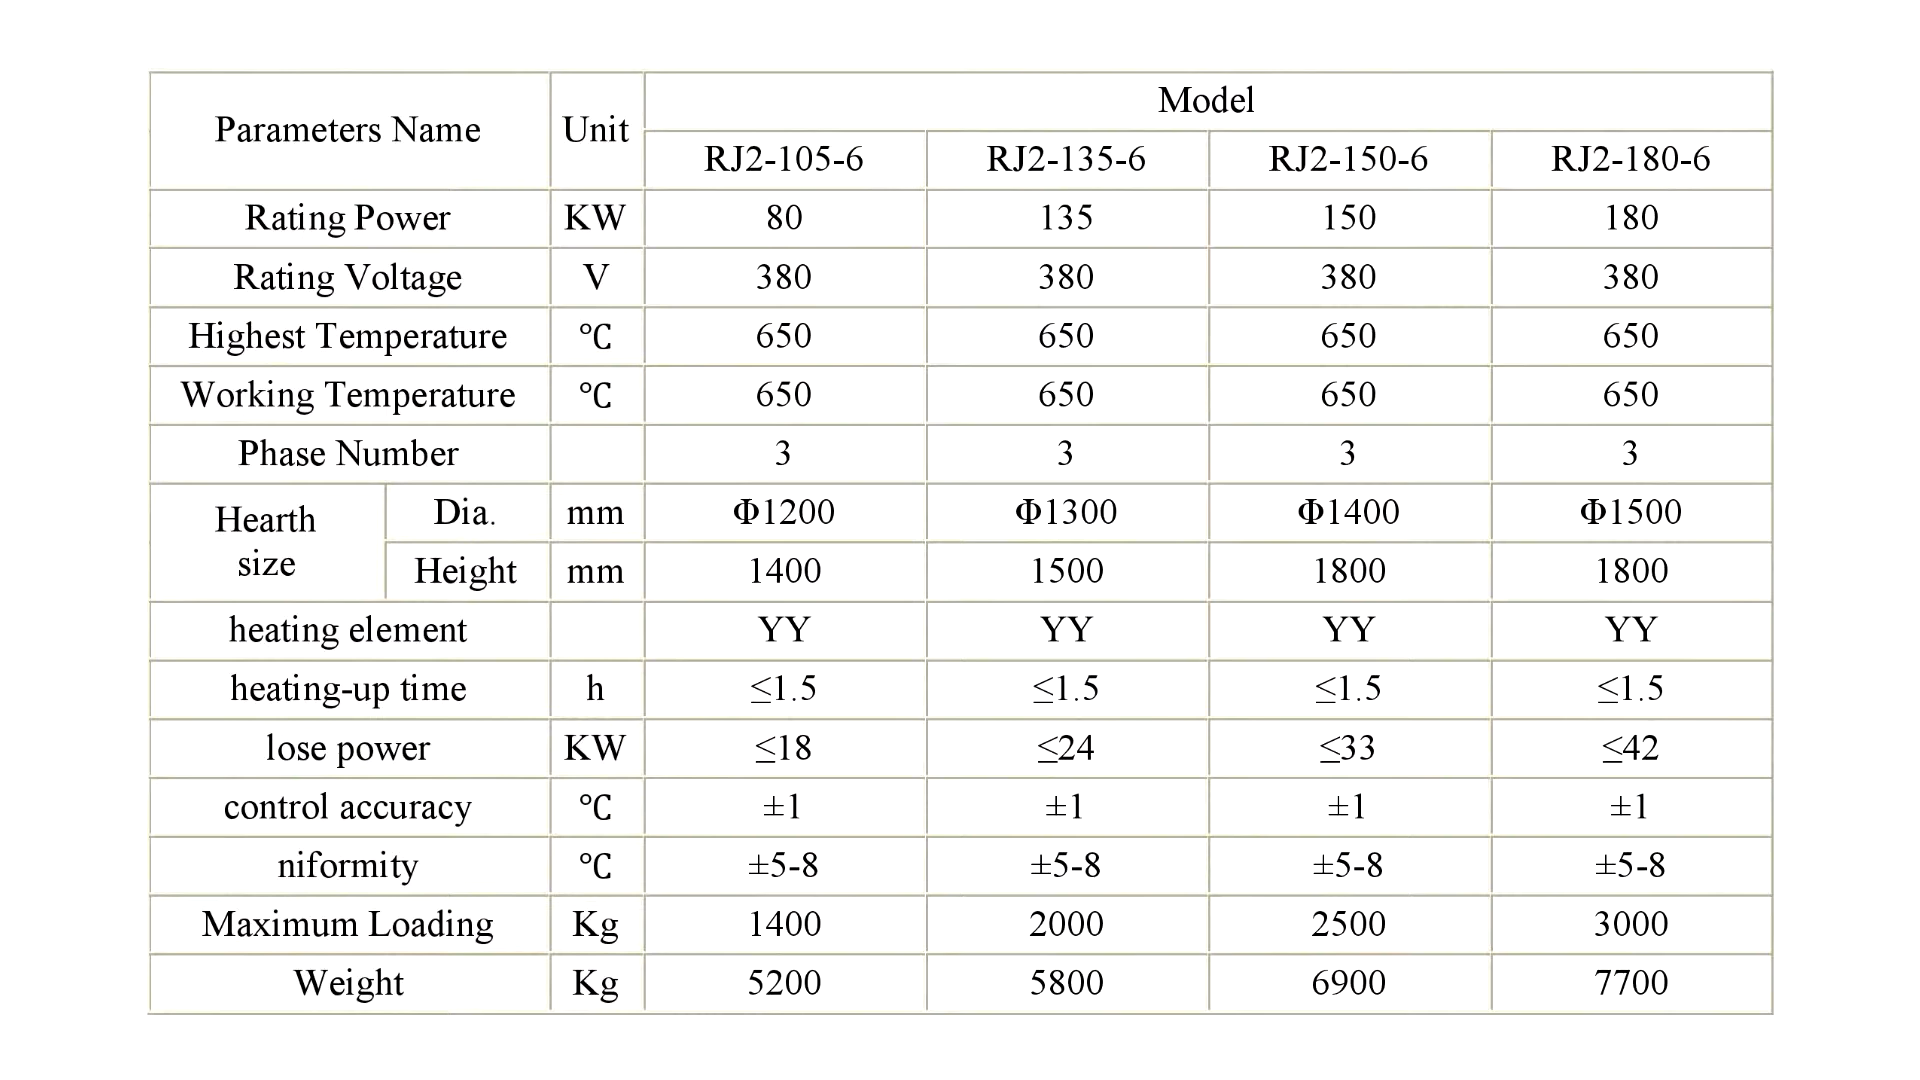 Parameters Name Unit Model
RJ2-105-6 RJ2-135-6 RJ2-150-6 RJ2-180-6
Rating Power KW 80 135 150 180
Rating Voltage V 380 380 380 380
Highest Temperature ℃ 650 650 650 650
Working Temperature ℃ 650 650 650 650
Phase Number 3 3 3 3
Hearth
size
Dia. mm Φ1200 Φ1300 Φ1400 Φ1500
Height mm 1400 1500 1800 1800
heating element YY YY YY YY
heating-up time h ≤1.5 ≤1.5 ≤1.5 ≤1.5
lose power KW ≤18 ≤24 ≤33 ≤42
control accuracy ℃ ±1 ±1 ±1 ±1
niformity ℃ ±5-8 ±5-8 ±5-8 ±5-8
Maximum Loading Kg 1400 2000 2500 3000
Weight Kg 5200 5800 6900 7700